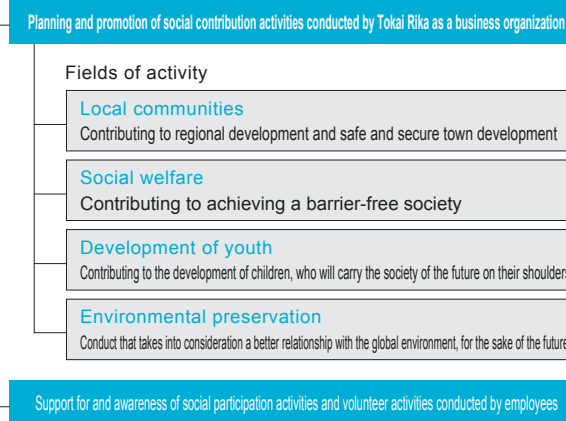 Planning and promotion of social contribution activities conducted by Tokai Rika as a business organization
Fields of activity
Local communities
Contributing to regional development and safe and secure town development
Social welfare
Contributing to achieving a barrier-free society
Development of youth
Contributing to the development of children, who will carry the society of the future on their shoulders
Environmental preservation
Conduct that takes into consideration a better relationship with the global environment, for the sake of the future
Support for and awareness of social participation activities and volunteer activities conducted by employees